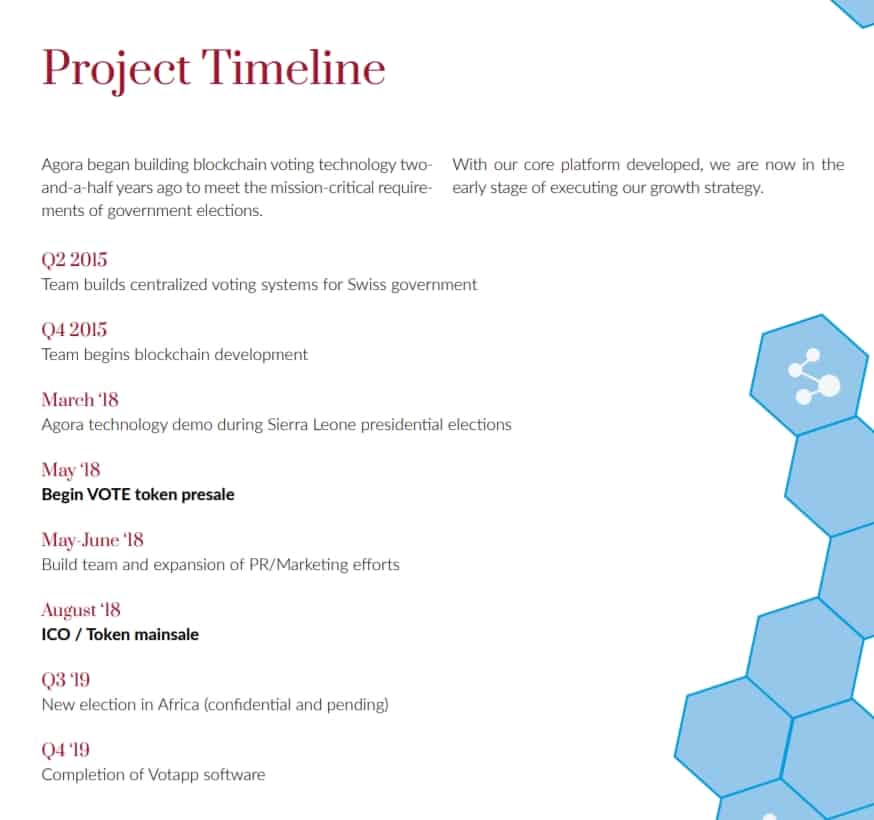 Project Timeline
Agora began building blockchain voting technology two-
and-a-half years ago to meet the mission-critical require-
ments of government elections.
With our core platform developed, we are now in the
early stage of executing our growth strategy.
Q2 2015
Team builds centralized voting systems for Swiss government
Q4 2015
Team begins blockchain development
March ‘18
Agora technology demo during Sierra Leone presidential elections
May ‘18
Begin VOTE token presale
May-June ‘18
Build team and expansion of PR/Marketing efforts
August ‘18
ICO / Token mainsale
Q3 ‘19
New election in Africa (confidential and pending)
Q4 ‘19
Completion of Votapp software